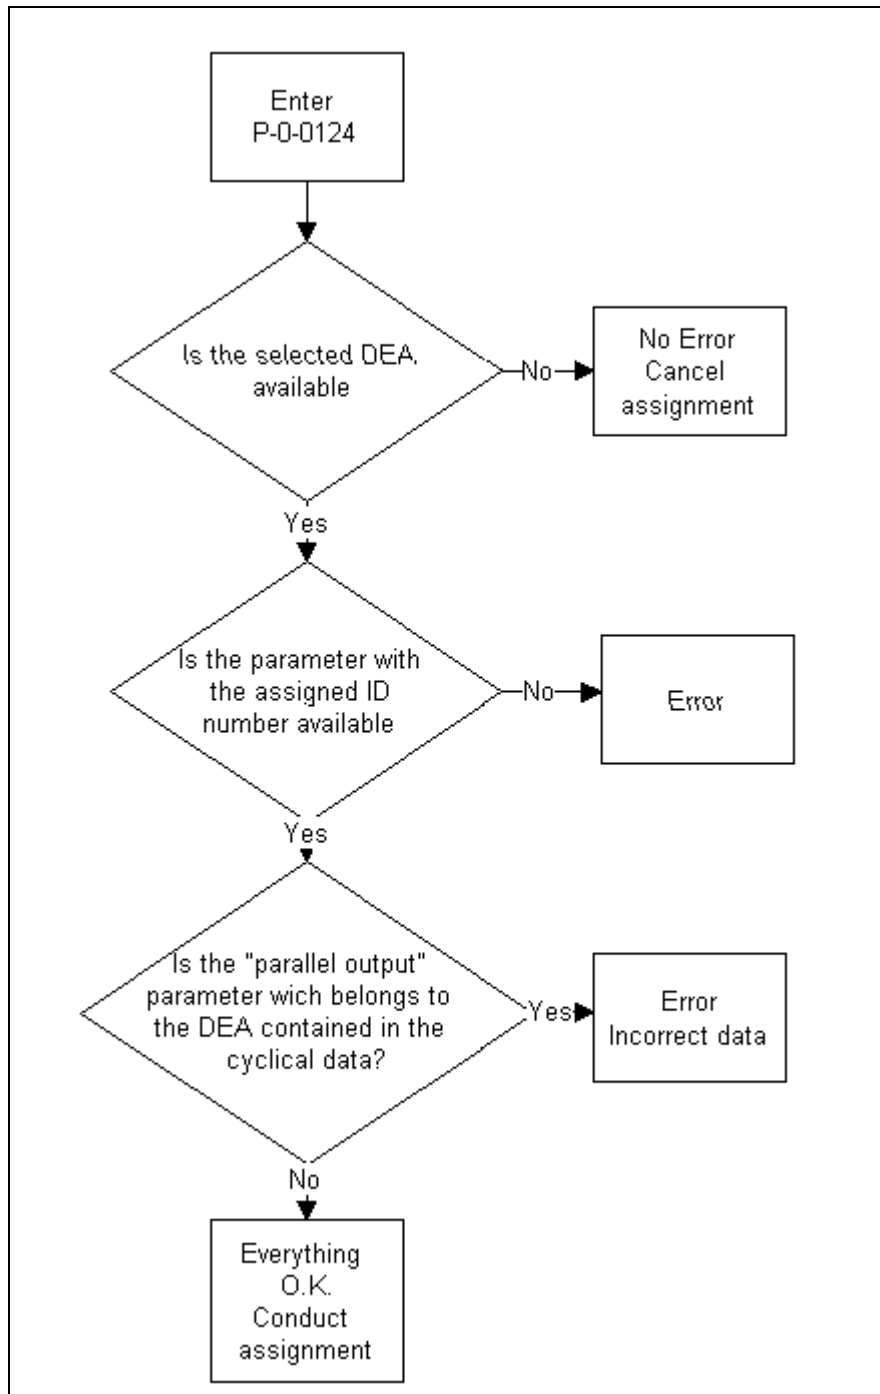 Enter
P-0-0124
Is the selected DEA.
available
No
No Error
Cancel
assignment
Yes
Is the parameter with
the assigned ID
number available
No
Error
Yes
Is the "parallel output"
parameter wich belongs to
the DEA contained in the
cyclical data?
Yes
Error
Incorrect data
No
Everything
O.K.
Conduct
assignment